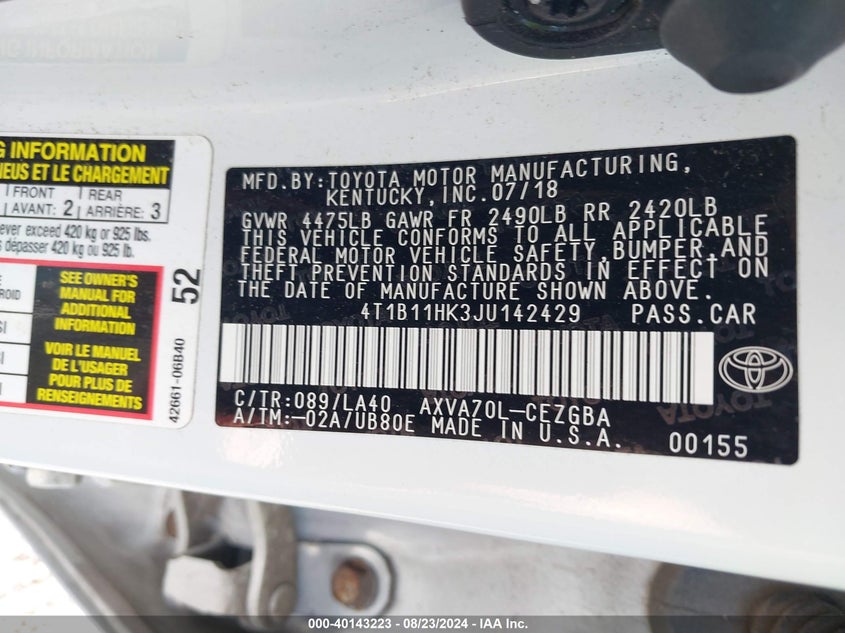 G INFORMATION
NEUS ET LE CHARGEMENT
FRONT REAR
AVANT: 2 ARRIÈRE: 3
ever exceed 420 kg or 925 lbs.
s dépasser 420 kg ou 925 lb.
SEE OWNER'S
MANUAL FOR
ADDITIONAL
INFORMATION
VOIR LE MANUEL
DE L'USAGER
POUR PLUS DE
RENSEIGNEMENTS
52
42661-06B40
MFD.BY:TOYOTA MOTOR MANUFACTURING,
KENTUCKY,INC.07/18
GVWR 4475LB GAWR FR 2490LB RR 2420LB
THIS VEHICLE CONFORMS TO ALL APPLICABLE
FEDERAL MOTOR VEHICLE SAFETY,BUMPER,AND
THEFT PREVENTION STANDARDS IN EFFECT ON
THE DATE OF MANUFACTURE SHOWN ABOVE.
4T1B11HK3JU142429 PASS.CAR
C/TR:089/LA40 AXVA70L-CEZGBA
A/TM:-02A/UB80E MADE IN U.S.A. 00155
000-40143223 - 08/23/2024 - IAA Inc.